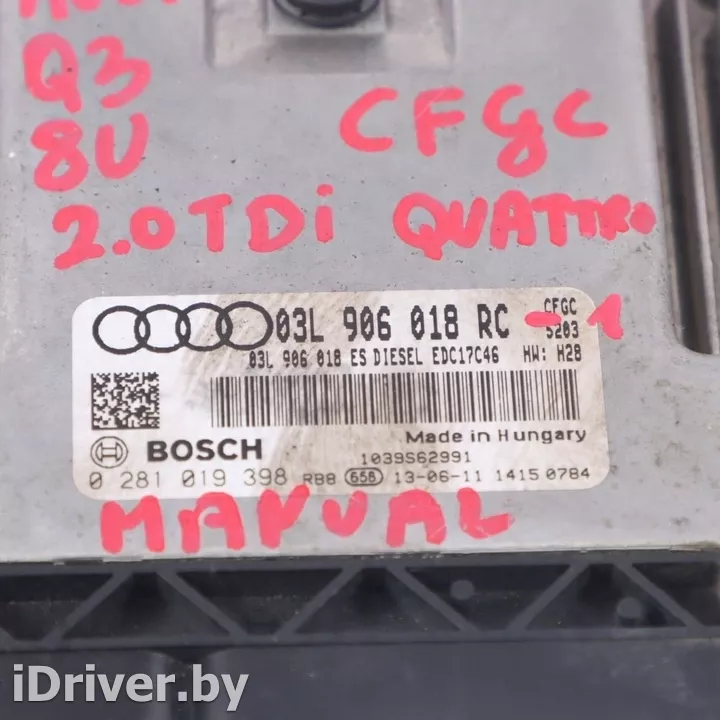 Q3
8U
CFGC
2.0TDi QUATTRO
03L 906 018 RC - 1
CFGC
5203
03L 906 018 ES DIESEL EDC17C46 HW: H28
Made in Hungary
BOSCH
1039S62991
0 281 019 398 RB8 658 13-06-11 1415 0784
MANUAL
iDriver.by